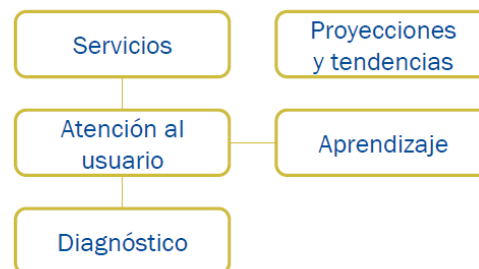 Servicios
Proyecciones
y tendencias
Atención al
usuario
Aprendizaje
Diagnóstico